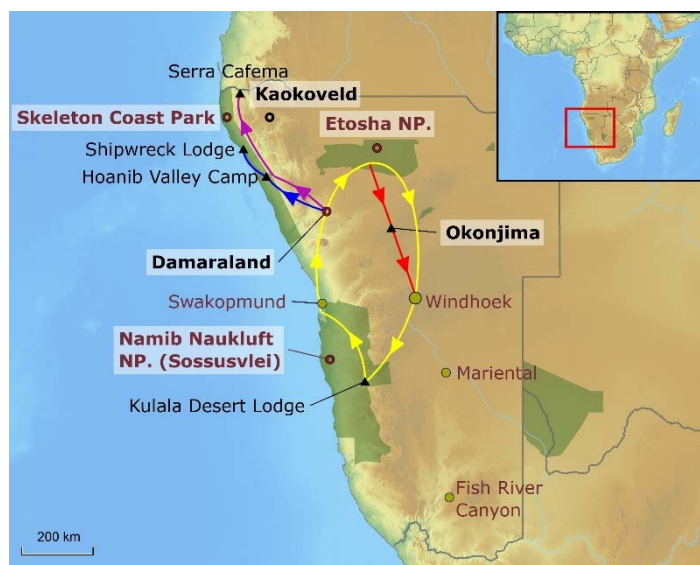 Serra Cafema
Kaokoveld
Skeleton Coast Park
Etosha NP.
Shipwreck Lodge
Hoanib Valley Camp
Okonjima
Damaraland
Swakopmund
Windhoek
Namib Naukluft
NP. (Sossusvlei)
Mariental
Kulala Desert Lodge
Fish River
Canyon
200 km